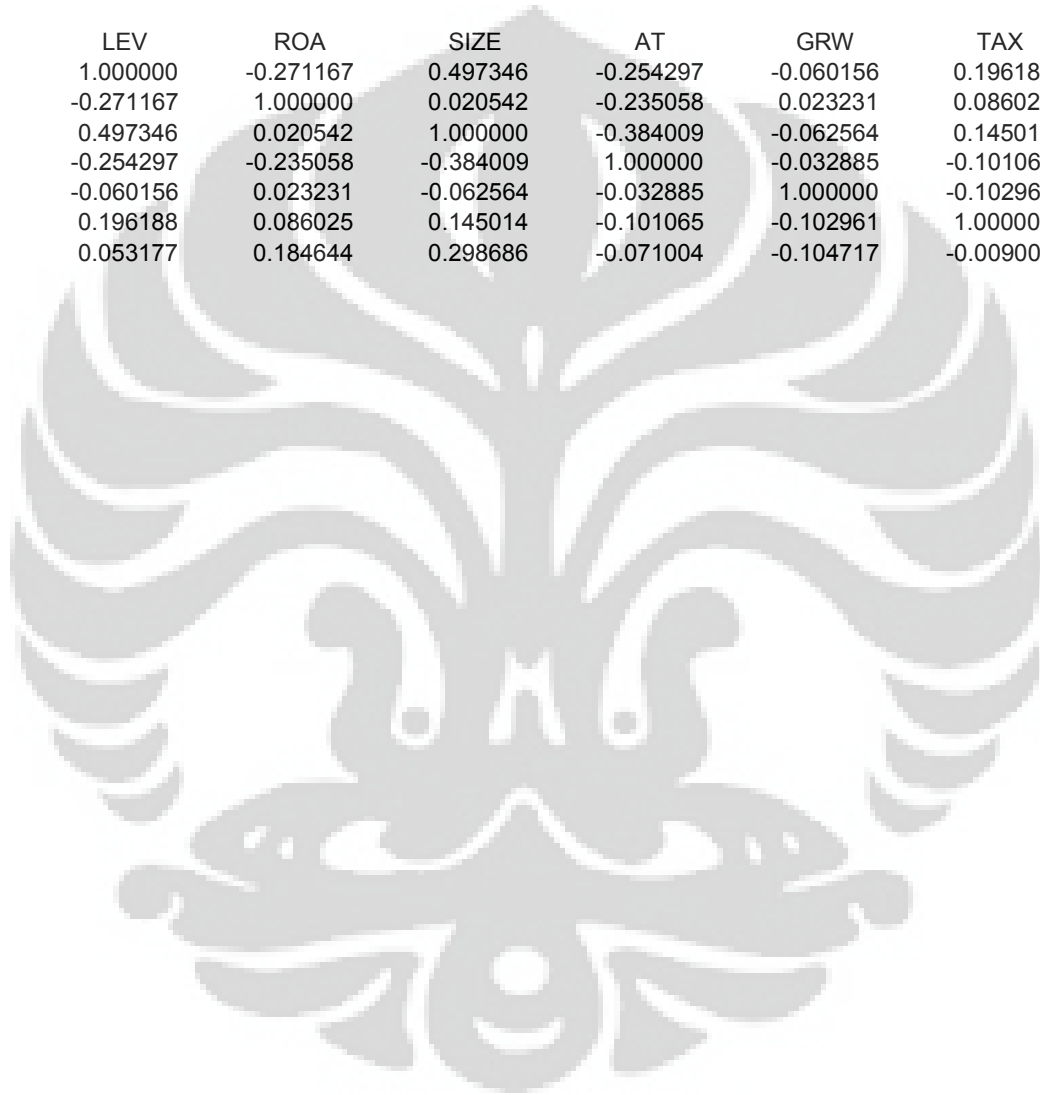 LEV ROA SIZE AT GRW TAX
1.000000 -0.271167 0.497346 -0.254297 -0.060156 0.19618
-0.271167 1.000000 0.020542 -0.235058 0.023231 0.08602
0.497346 0.020542 1.000000 -0.384009 -0.062564 0.14501
-0.254297 -0.235058 -0.384009 1.000000 -0.032885 -0.10106
-0.060156 0.023231 -0.062564 -0.032885 1.000000 -0.10296
0.196188 0.086025 0.145014 -0.101065 -0.102961 1.00000
0.053177 0.184644 0.298686 -0.071004 -0.104717 -0.00900